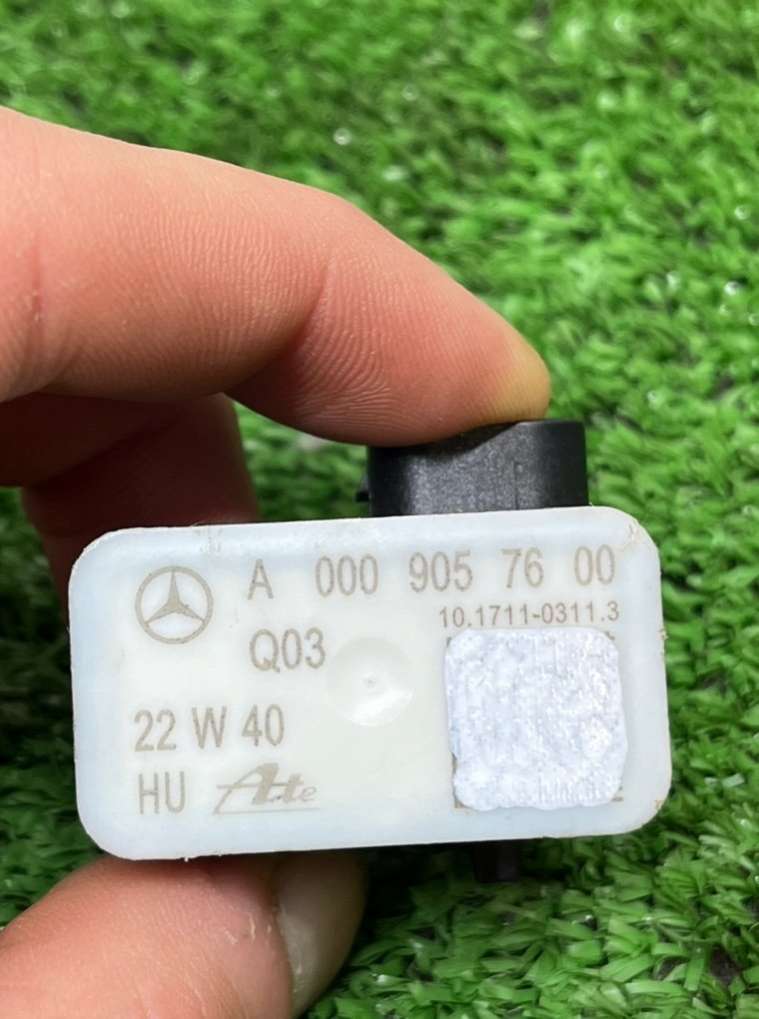 A 000 905 76 00
10.1711-0311.3
Q03
22 W 40
HU Ate